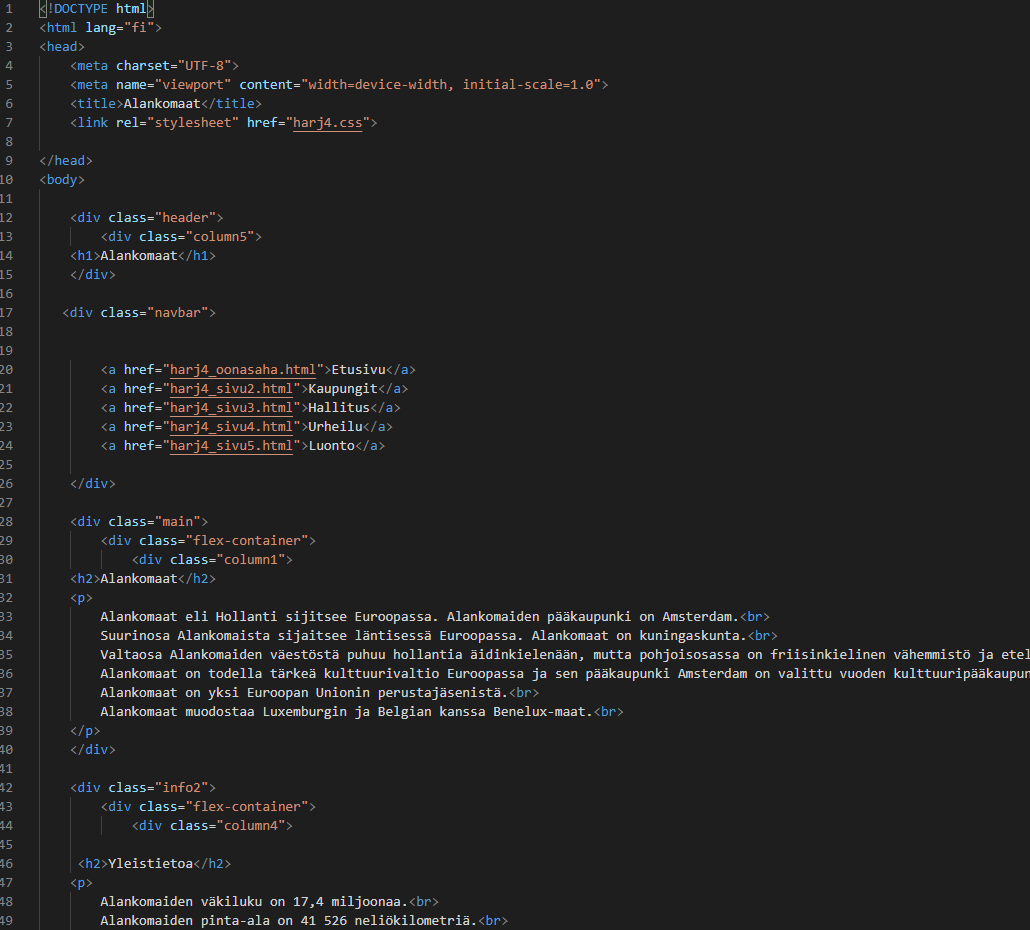 1 <!DOCTYPE html>
2 <html lang="fi">
3 <head>
4 <meta charset="UTF-8">
5 <meta name="viewport" content="width=device-width, initial-scale=1.0">
6 <title>Alankomaat</title>
7 <link rel="stylesheet" href="harj4.css">
8
9 </head>
10 <body>
11
12 <div class="header">
13 <div class="column5">
14 <h1>Alankomaat</h1>
15 </div>
16
17 <div class="navbar">
18
19
20 <a href="harj4_oonasaha.html">Etusivu</a>
21 <a href="harj4_sivu2.html">Kaupungit</a>
22 <a href="harj4_sivu3.html">Hallitus</a>
23 <a href="harj4_sivu4.html">Urheilu</a>
24 <a href="harj4_sivu5.html">Luonto</a>
25
26 </div>
27
28 <div class="main">
29 <div class="flex-container">
30 <div class="column1">
31 <h2>Alankomaat</h2>
32 <p>
33 Alankomaat eli Hollanti sijitsee Euroopassa. Alankomaiden pääkaupunki on Amsterdam.<br>
34 Suurinosa Alankomaista sijaitsee läntisessä Euroopassa. Alankomaat on kuningaskunta.<br>
35 Valtaosa Alankomaiden väestöstä puhuu hollantia äidinkielenään, mutta pohjoisosassa on friisinkielinen vähemmistö ja etel
36 Alankomaat on todella tärkeä kulttuurivaltio Euroopassa ja sen pääkaupunki Amsterdam on valittu vuoden kulttuuripääkaupun
37 Alankomaat on yksi Euroopan Unionin perustajäsenistä.<br>
38 Alankomaat muodostaa Luxemburgin ja Belgian kanssa Benelux-maat.<br>
39 </p>
40 </div>
41
42 <div class="info2">
43 <div class="flex-container">
44 <div class="column4">
45
46 <h2>Yleistietoa</h2>
47 <p>
48 Alankomaiden väkiluku on 17,4 miljoonaa.<br>
49 Alankomaiden pinta-ala on 41 526 neliökilometriä.<br>